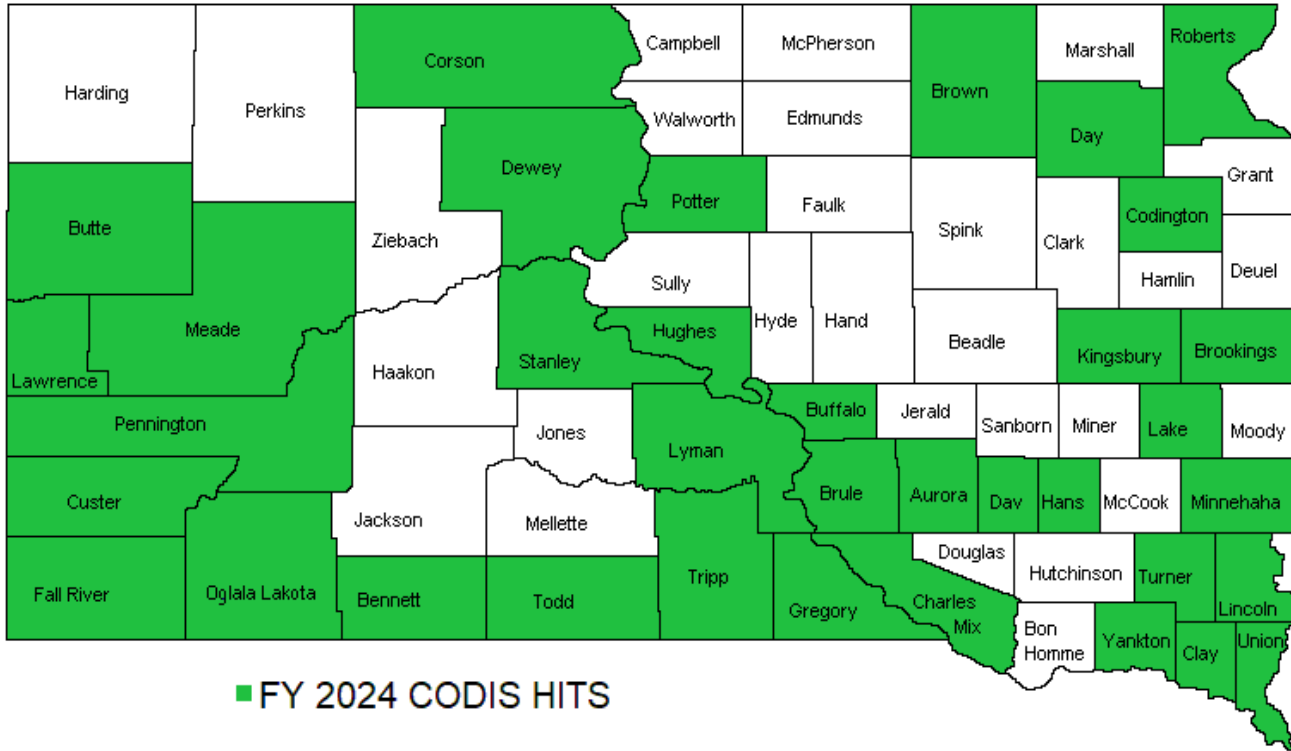 Campbell
McPherson
Marshall
Roberts
Corson
Harding
Perkins
Brown
Walworth
Edmunds
Day
Dewey
Grant
Potter
Faulk
Codington
Butte
Ziebach
Spink
Clark
Deuel
Hamlin
Sully
Meade
Hughes
Hyde
Hand
Beadle
Kingsbury
Brookings
Stanley
Haakon
Lawrence
Buffalo
Jerald
Sanborn
Miner
Lake
Moody
Pennington
Jones
Lyman
Custer
Brule
Aurora
Dav
Hans
McCook
Minnehaha
Jackson
Mellette
Douglas
Hutchinson
Turner
Fall River
Oglala Lakota
Bennett
Todd
Tripp
Gregory
Charles
Mix
Lincoln
Bon
Homme
Yankton
Clay
Union
FY 2024 CODIS HITS